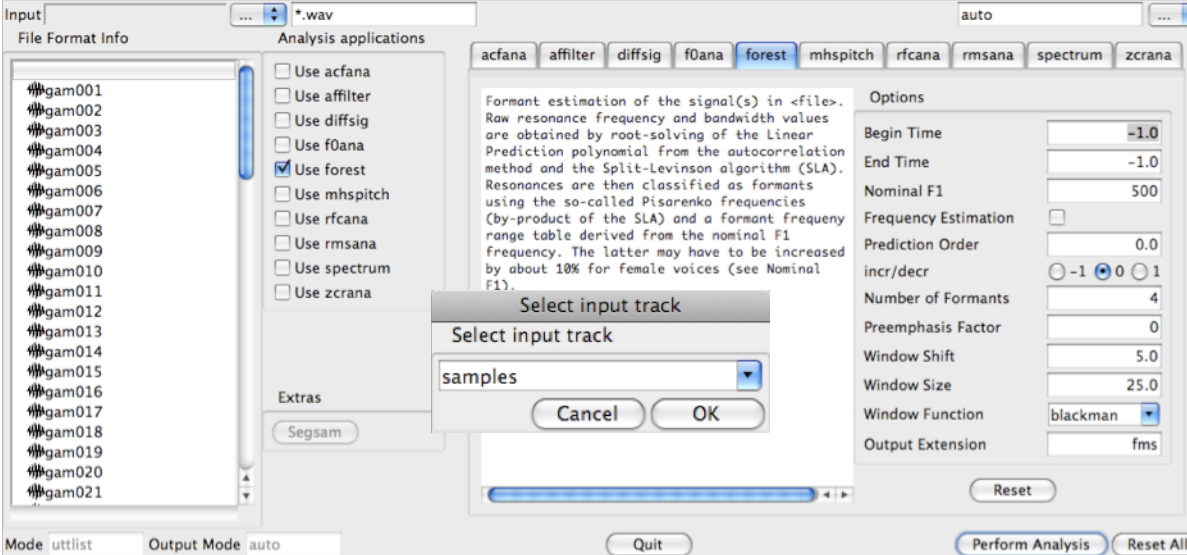 Input ... *.wav auto ...
File Format Info
gam001
gam002
gam003
gam004
gam005
gam006
gam007
gam008
gam009
gam010
gam011
gam012
gam013
gam014
gam015
gam016
gam017
gam018
gam019
gam020
gam021
Analysis applications
Use acfana
Use affilter
Use diffsig
Use f0ana
Use forest
Use mhspitch
Use rfcana
Use rmsana
Use spectrum
Use zcrana
Extras
Segsam
acfana affilter diffsig f0ana forest mhspitch rfcana rmsana spectrum zcrana
Formant estimation of the signal(s) in <file>.
Raw resonance frequency and bandwidth values
are obtained by root-solving of the Linear
Prediction polynomial from the autocorrelation
method and the Split-Levinson algorithm (SLA).
Resonances are then classified as formants
using the so-called Pisarenko frequencies
(by-product of the SLA) and a formant frequeny
range table derived from the nominal F1
frequency. The latter may have to be increased
by about 10% for female voices (see Nominal
F1).
Select input track
Select input track
samples
Cancel OK
Options
Begin Time -1.0
End Time -1.0
Nominal F1 500
Frequency Estimation
Prediction Order 0.0
incr/decr -1 0 1
Number of Formants 4
Preemphasis Factor 0
Window Shift 5.0
Window Size 25.0
Window Function blackman
Output Extension fms
Reset
Mode uttlist Output Mode auto Quit Perform Analysis Reset All